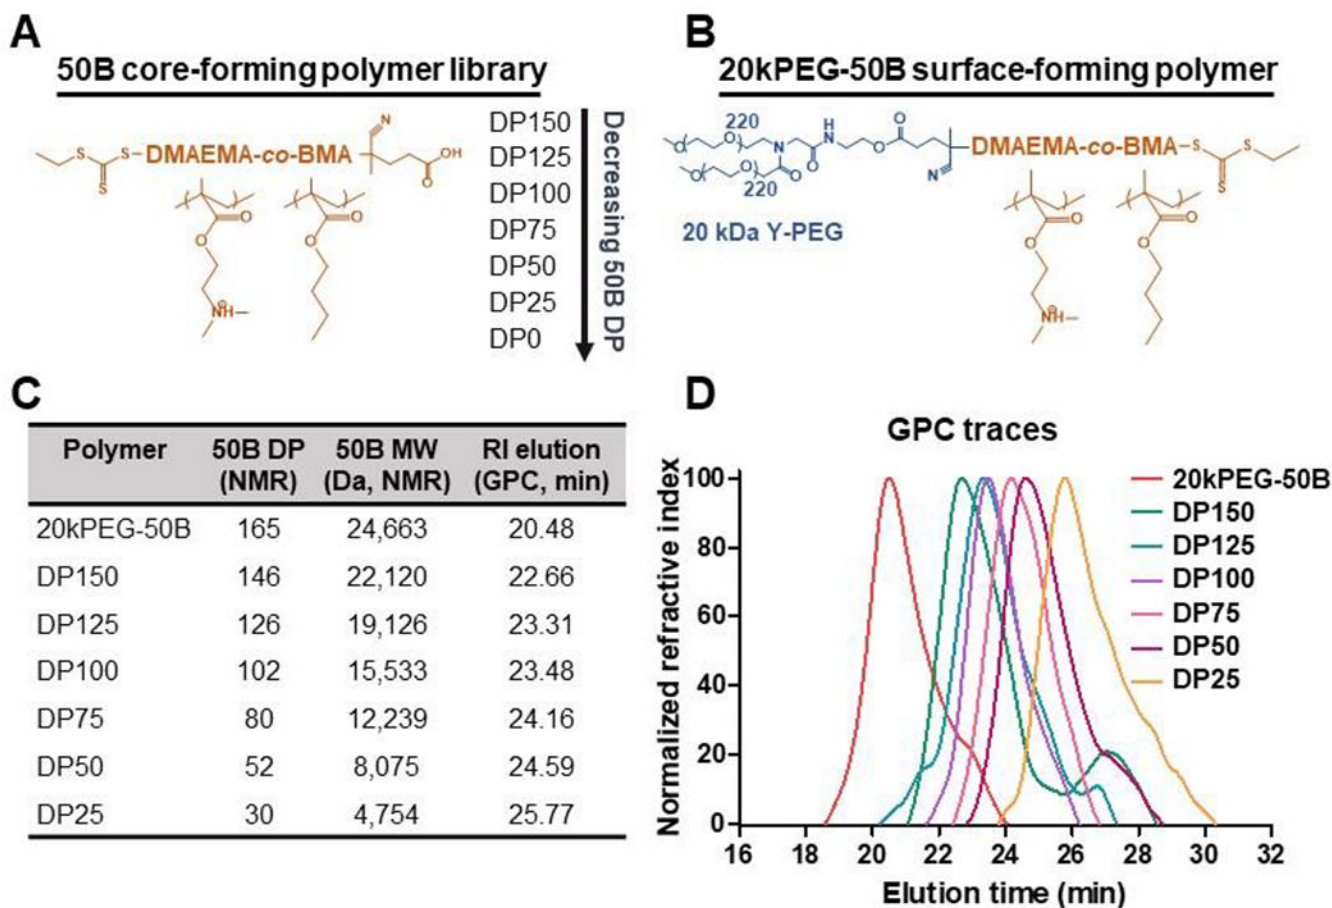 A
50B core-forming polymer library
N
S
S
S
DMAEMA-co-BMA
OH
O
O
O
O
O
NH
⊕
DP150
DP125
DP100
DP75
DP50
DP25
DP0
Decreasing 50B DP
B
20kPEG-50B surface-forming polymer
220
220
O
O
O
O
N
O
O
H
N
O
O
N
20 kDa Y-PEG
DMAEMA-co-BMA
S
S
S
O
O
O
O
NH
⊕
C
Polymer 50B DP (NMR) 50B MW (Da, NMR) RI elution (GPC, min)
20kPEG-50B 165 24,663 20.48
DP150 146 22,120 22.66
DP125 126 19,126 23.31
DP100 102 15,533 23.48
DP75 80 12,239 24.16
DP50 52 8,075 24.59
DP25 30 4,754 25.77
D
GPC traces
Normalized refractive index
100
80
60
40
20
0
16 18 20 22 24 26 28 30 32
Elution time (min)
20kPEG-50B
DP150
DP125
DP100
DP75
DP50
DP25